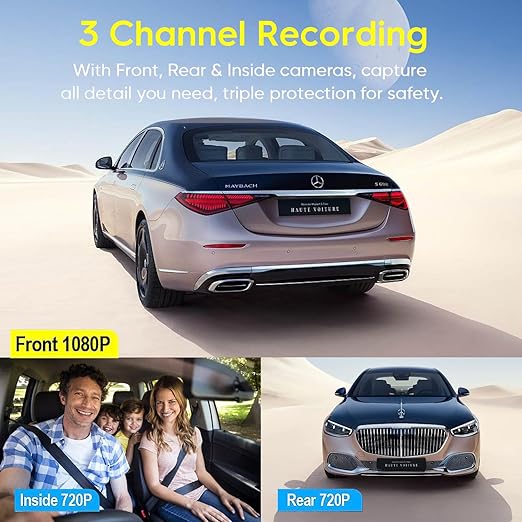 3 Channel Recording
With Front, Rear & Inside cameras, capture
all detail you need, triple protection for safety.
MAYBACH
HAUTE VOITURE
Front 1080P
Inside 720P
HAUTE VOITURE
Rear 720P